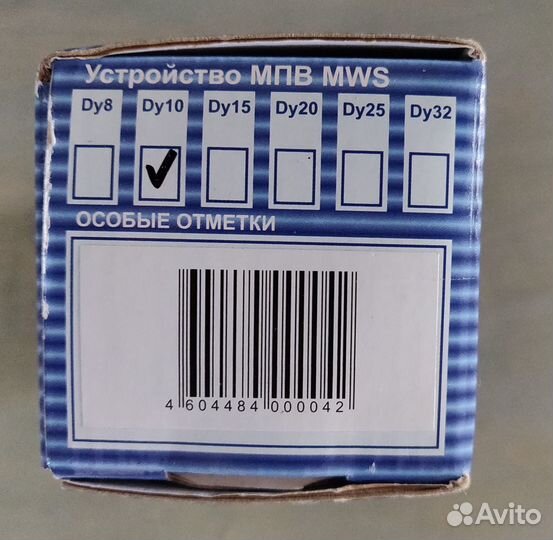 Устройство МПВ MWS
Dy8 Dy10 Dy15 Dy20 Dy25 Dy32
ОСОБЫЕ ОТМЕТКИ
4 604484 000042
Avito